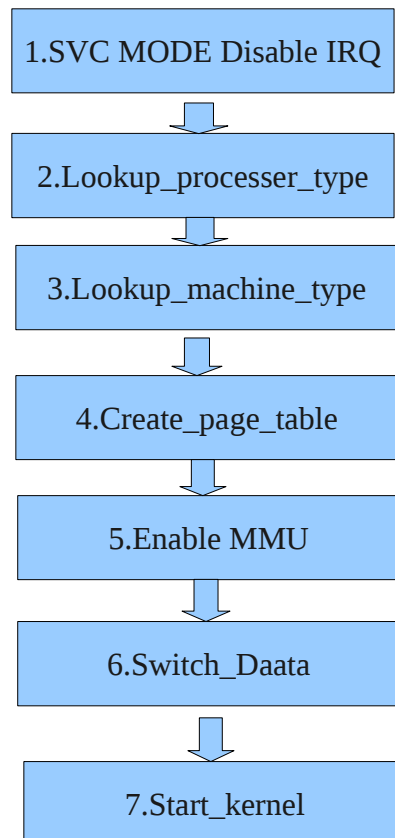 1.SVC MODE Disable IRQ
2.Lookup_processer_type
3.Lookup_machine_type
4.Create_page_table
5.Enable MMU
6.Switch_Daata
7.Start_kernel